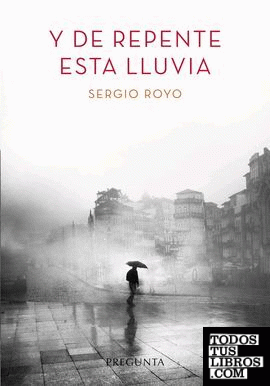 Y DE REPENTE
ESTA LLUVIA
SERGIO ROYO
PREGUNTA
TODOS
TUS
LIBROS
.COM